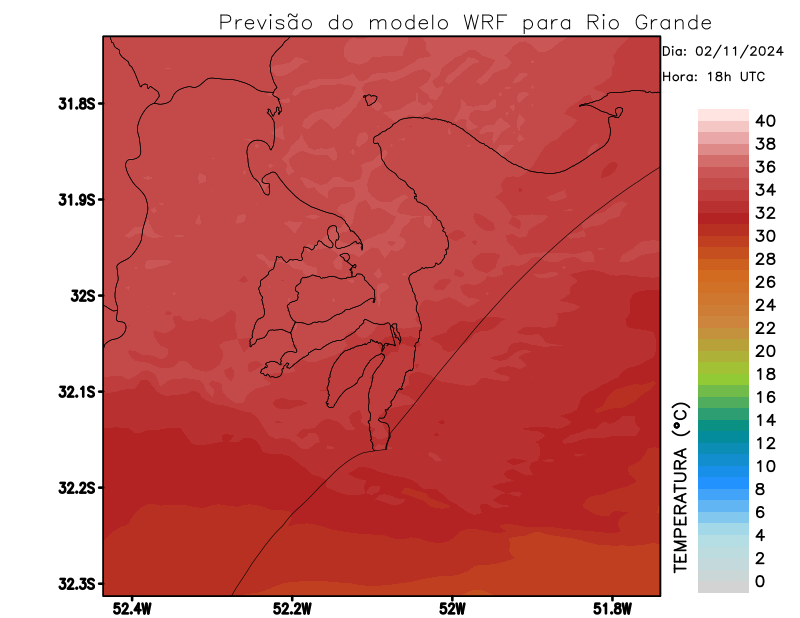 Previsão do modelo WRF para Rio Grande
Dia: 02/11/2024
Hora: 18h UTC
31.8S
31.9S
32S
32.1S
32.2S
32.3S
52.4W
52.2W
52W
51.8W
TEMPERATURA (°C)
40
38
36
34
32
30
28
26
24
22
20
18
16
14
12
10
8
6
4
2
0